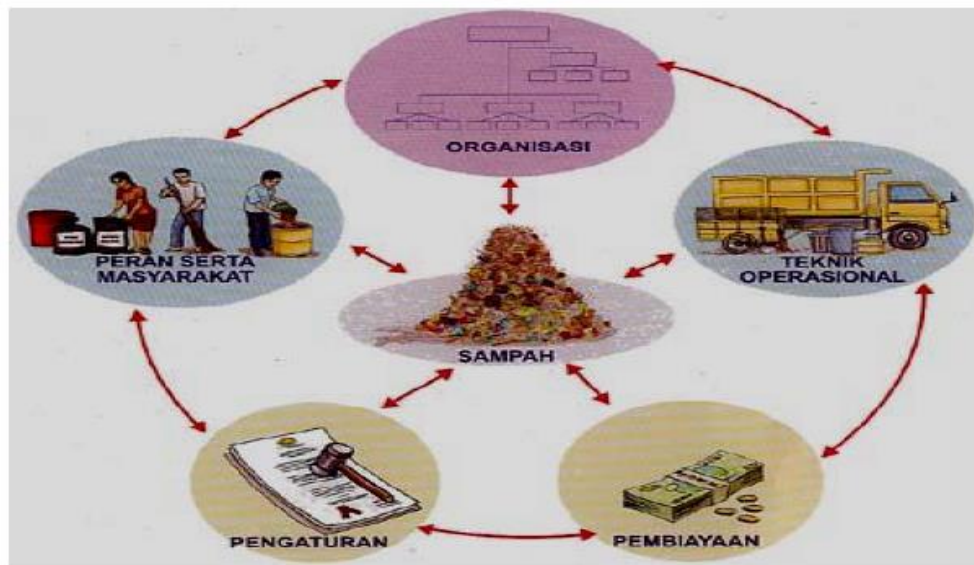 ORGANISASI
PERAN SERTA
MASYARAKAT
TEKNIK
OPERASIONAL
SAMPAH
PENGATURAN
PEMBIAYAAN